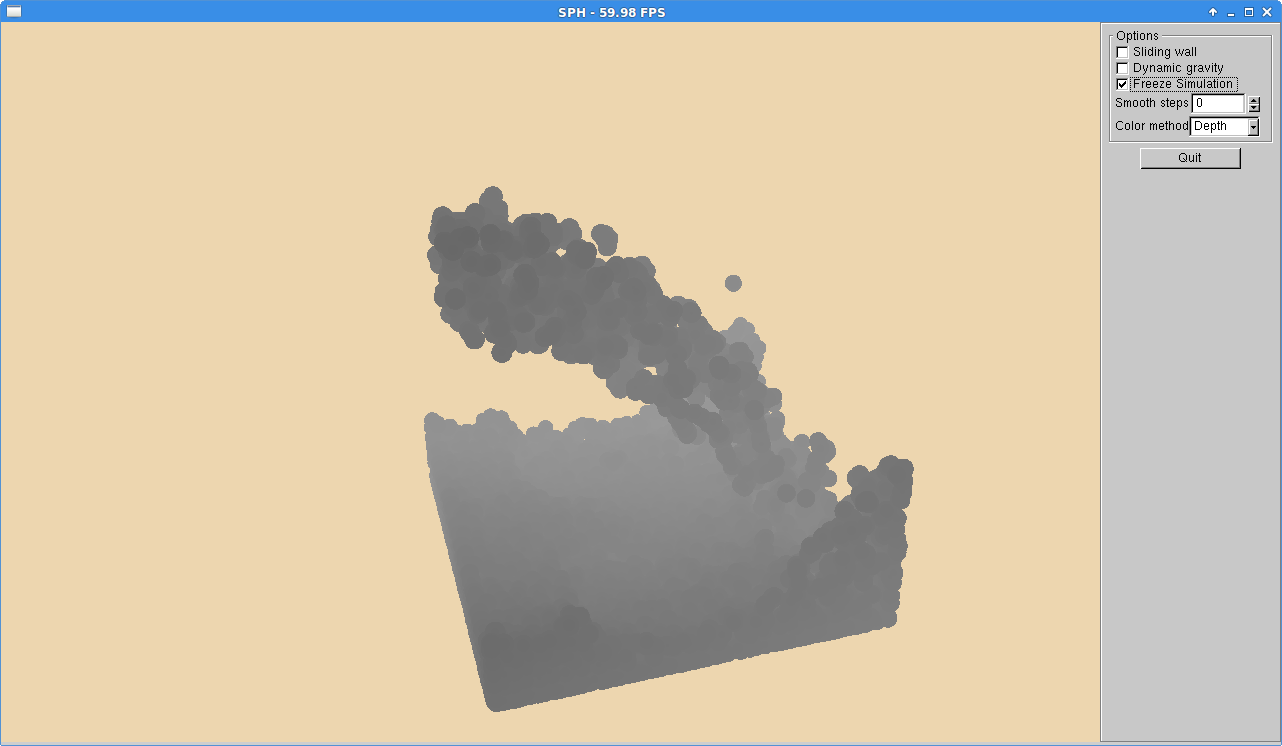 SPH - 59.98 FPS
Options
Sliding wall
Dynamic gravity
Freeze Simulation
Smooth steps 0
Color method Depth
Quit